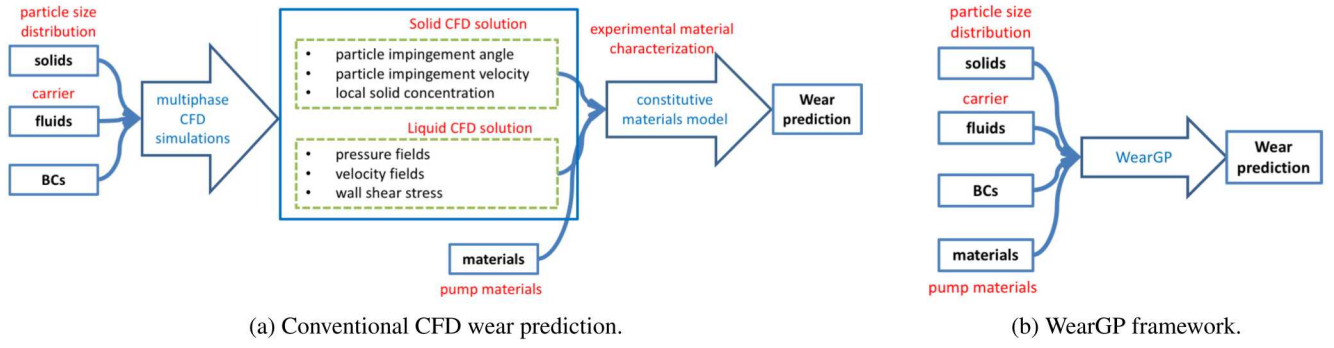 particle size
distribution
solids
carrier
fluids
BCs
multiphase
CFD
simulations
Solid CFD solution
• particle impingement angle
• particle impingement velocity
• local solid concentration
Liquid CFD solution
• pressure fields
• velocity fields
• wall shear stress
materials
pump materials
experimental material
characterization
constitutive
materials model
Wear
prediction
(a) Conventional CFD wear prediction.
particle size
distribution
solids
carrier
fluids
BCs
materials
pump materials
WearGP
Wear
prediction
(b) WearGP framework.